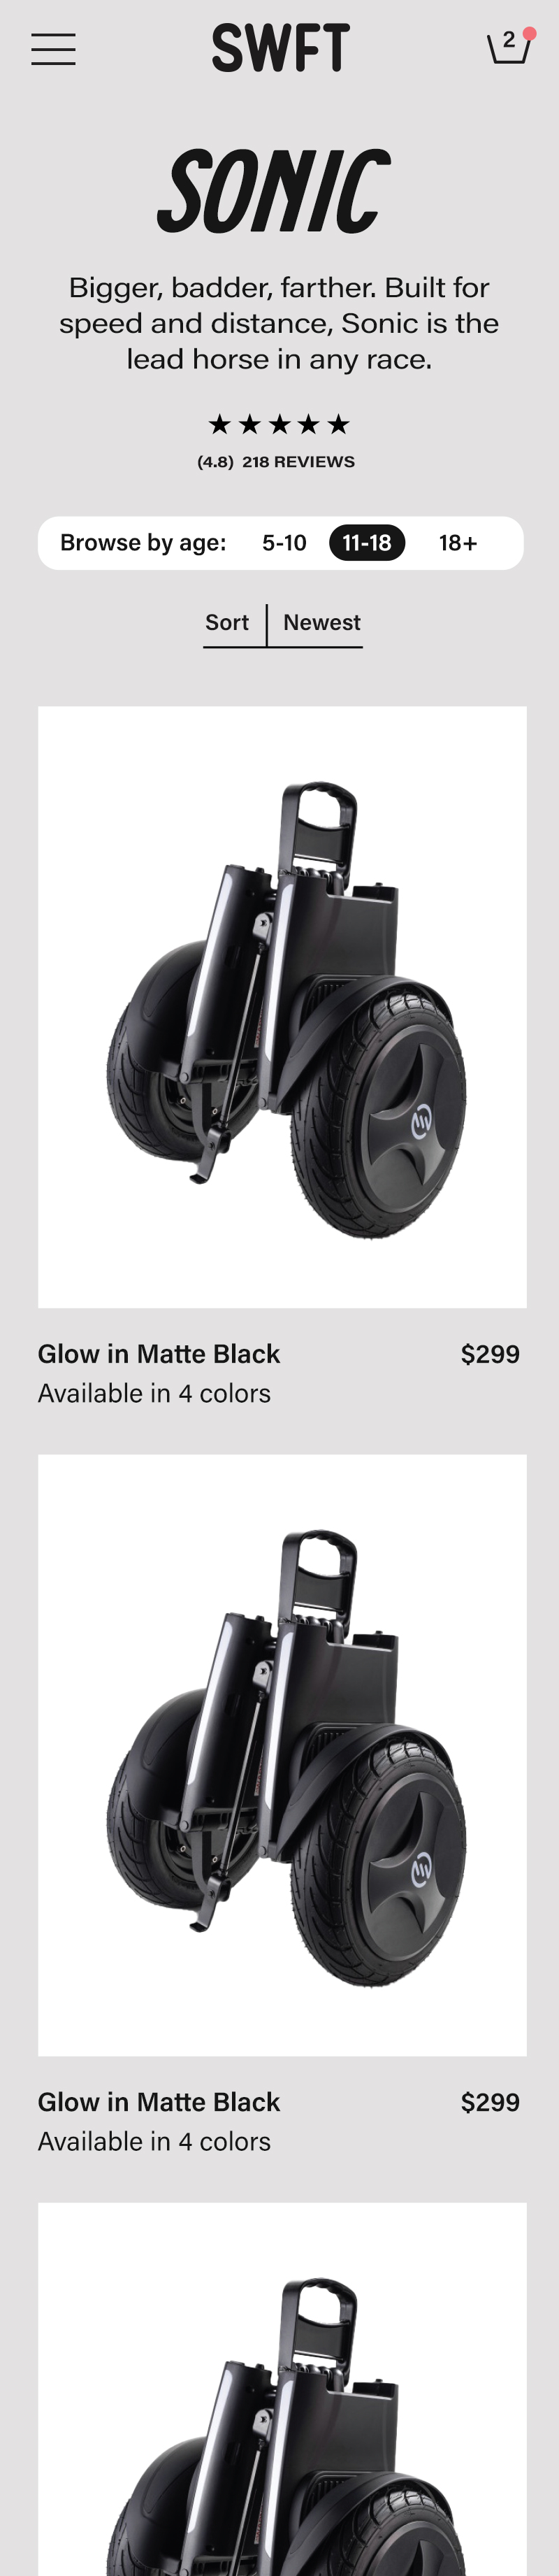 SWFT
2
SONIC
Bigger, badder, farther. Built for
speed and distance, Sonic is the
lead horse in any race.
(4.8) 218 REVIEWS
Browse by age: 5-10 11-18 18+
Sort Newest
Glow in Matte Black $299
Available in 4 colors
Glow in Matte Black $299
Available in 4 colors